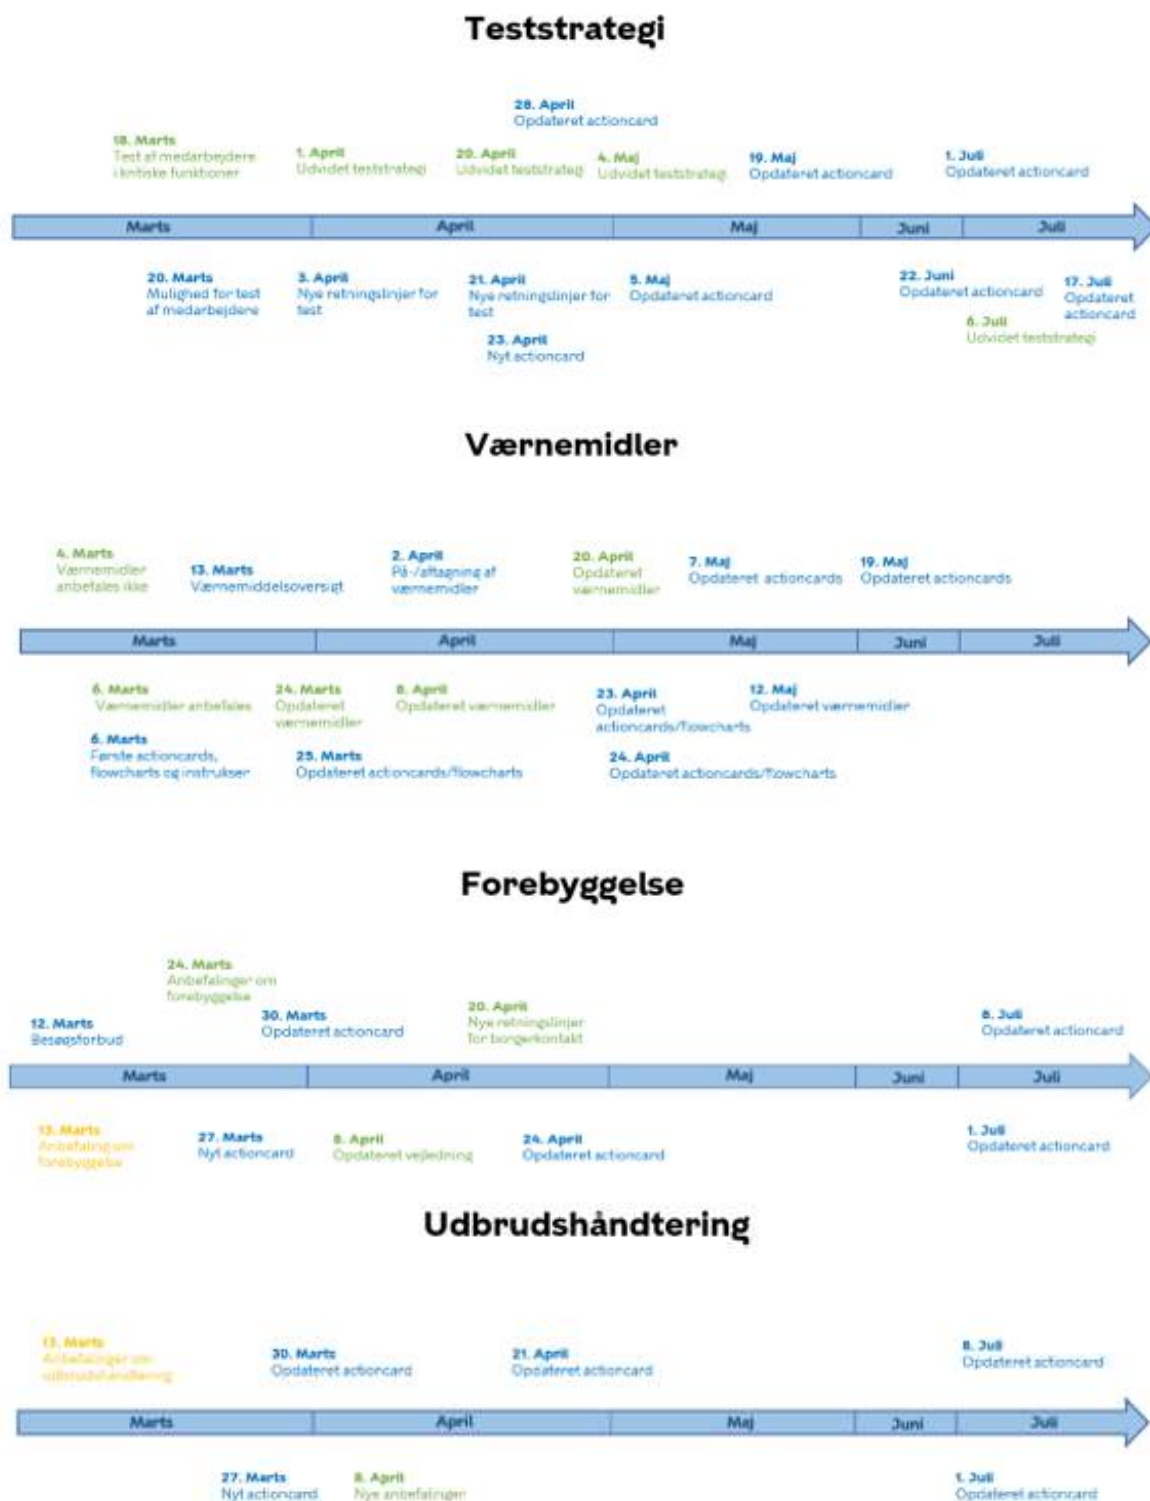 Teststrategi
28. April
Opdateret actioncard
18. Marts
Test af medarbejdere
i kritiske funktioner
1. April
Udvidet teststrategi
20. April
Udvidet teststrategi
4. Maj
Udvidet teststrategi
19. Maj
Opdateret actioncard
1. Juli
Opdateret actioncard
Marts April Maj Juni Juli
20. Marts
Mulighed for test
af medarbejdere
3. April
Nye retningslinjer for
test
21. April
Nye retningslinjer for
test
23. April
Nyt actioncard
5. Maj
Opdateret actioncard
22. Juni
Opdateret actioncard
6. Juli
Udvidet teststrategi
17. Juli
Opdateret
actioncard
Værnemidler
4. Marts
Værnemidler
anbefales ikke
13. Marts
Værnemiddelsoversigt
2. April
På-/aftagning af
værnemidler
20. April
Opdateret
værnemidler
7. Maj
Opdateret actioncards
19. Maj
Opdateret actioncards
Marts April Maj Juni Juli
6. Marts
Værnemidler anbefales
6. Marts
Første actioncards,
flowcharts og instrukser
24. Marts
Opdateret
værnemidler
25. Marts
Opdateret actioncards/flowcharts
8. April
Opdateret værnemidler
23. April
Opdateret
actioncards/flowcharts
24. April
Opdateret actioncards/flowcharts
12. Maj
Opdateret værnemidler
Forebyggelse
12. Marts
Besøgsforbud
24. Marts
Anbefalinger om
forebyggelse
30. Marts
Opdateret actioncard
20. April
Nye retningslinjer
for borgerkontakt
8. Juli
Opdateret actioncard
Marts April Maj Juni Juli
13. Marts
Anbefaling om
forebyggelse
27. Marts
Nyt actioncard
8. April
Opdateret vejledning
24. April
Opdateret actioncard
1. Juli
Opdateret actioncard
Udbrudshåndtering
13. Marts
Anbefalinger om
udbrudshåndtering
30. Marts
Opdateret actioncard
21. April
Opdateret actioncard
8. Juli
Opdateret actioncard
Marts April Maj Juni Juli
27. Marts
Nyt actioncard
8. April
Nye anbefalinger
1. Juli
Opdateret actioncard